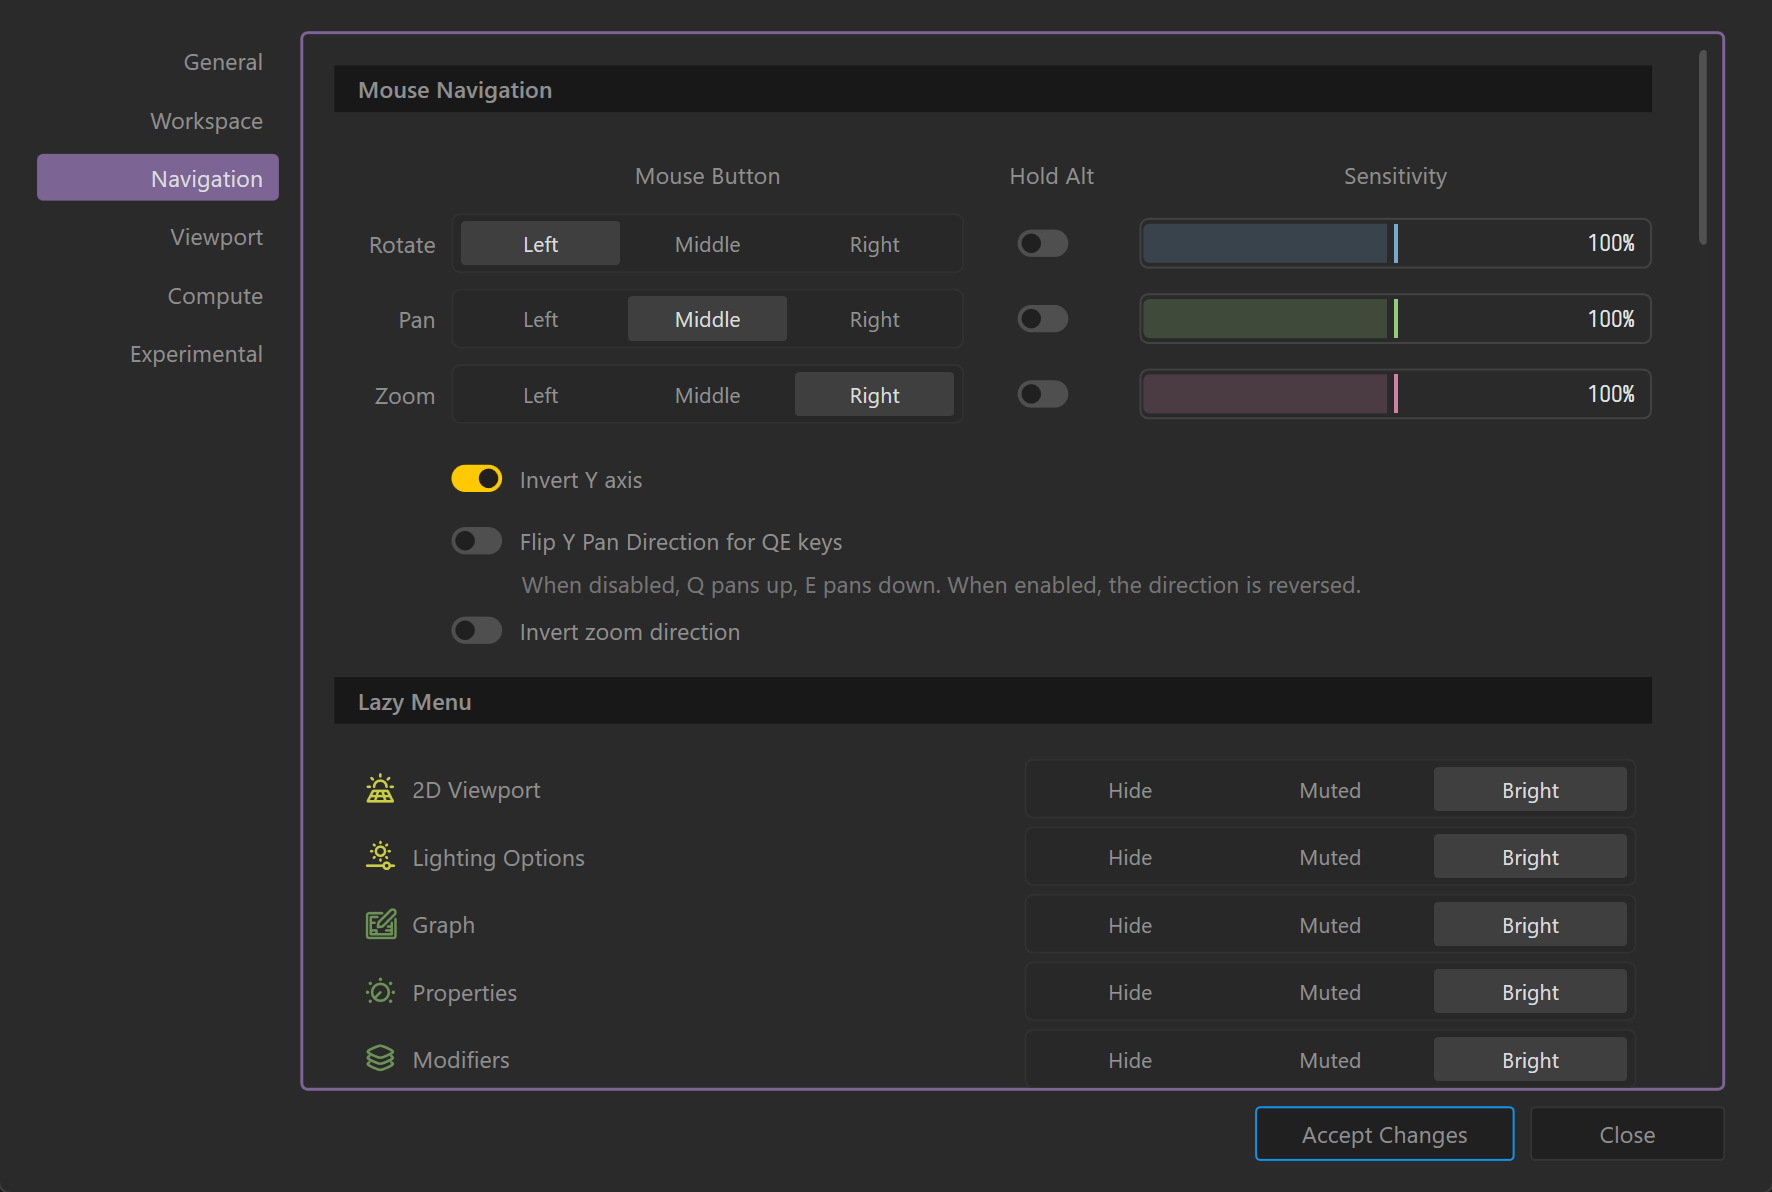 General
Workspace
Navigation
Viewport
Compute
Experimental
Mouse Navigation
Mouse Button Hold Alt Sensitivity
Rotate Left Middle Right 100%
Pan Left Middle Right 100%
Zoom Left Middle Right 100%
Invert Y axis
Flip Y Pan Direction for QE keys
When disabled, Q pans up, E pans down. When enabled, the direction is reversed.
Invert zoom direction
Lazy Menu
2D Viewport Hide Muted Bright
Lighting Options Hide Muted Bright
Graph Hide Muted Bright
Properties Hide Muted Bright
Modifiers Hide Muted Bright
Accept Changes Close